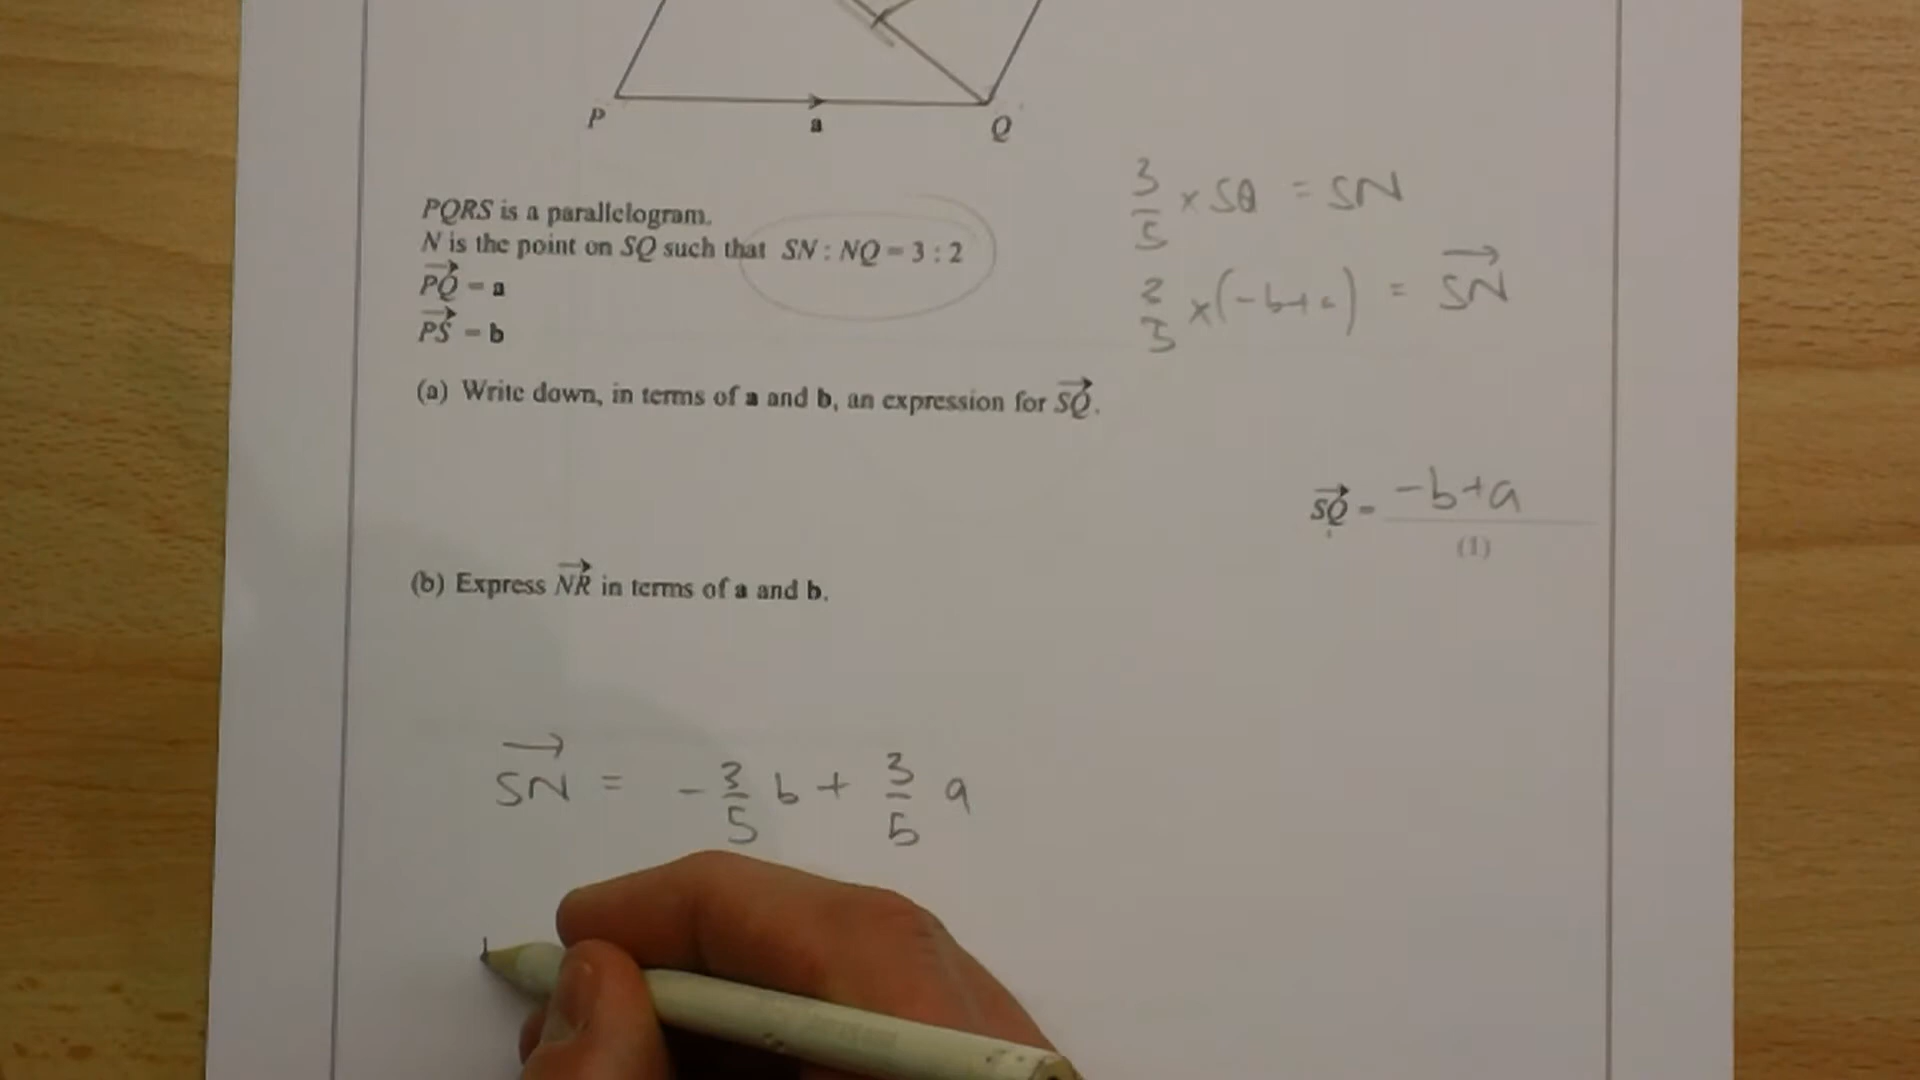 P
a
Q
PQRS is a parallelogram.
N is the point on SQ such that SN : NQ = 3 : 2
PQ = a
PS = b
3/5 × SQ = SN
3/5 × (-b+a) = SN
(a) Write down, in terms of a and b, an expression for SQ.
SQ = -b+a
(1)
(b) Express NR in terms of a and b.
SN = - 3/5 b + 3/5 a